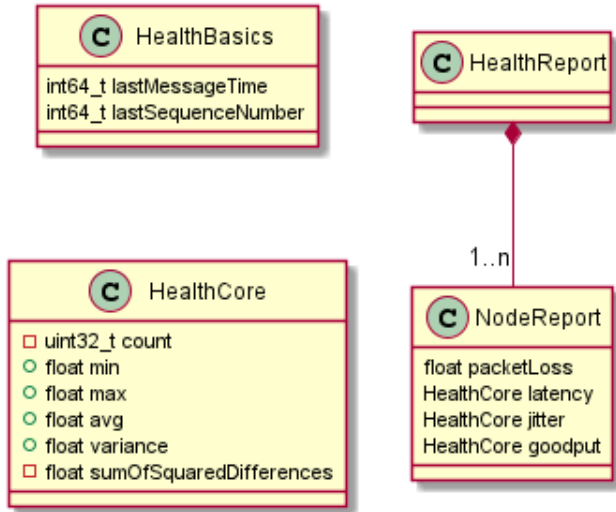 C HealthBasics
int64_t lastMessageTime
int64_t lastSequenceNumber
C HealthReport
1..n
C HealthCore
uint32_t count
float min
float max
float avg
float variance
float sumOfSquaredDifferences
C NodeReport
float packetLoss
HealthCore latency
HealthCore jitter
HealthCore goodput